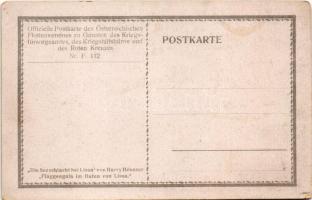 Offizielle Postkarte des Österreichischen
Flottenvereines zu Gunsten des Kriegs-
fürsorgeamtes, des Kriegshilfsbüros und
des Roten Kreuzes
Nr. F. 112
POSTKARTE
„Die Seeschlacht bei Lissa“ von Harry Heusser
„Flaggengala im Hafen von Lissa.“